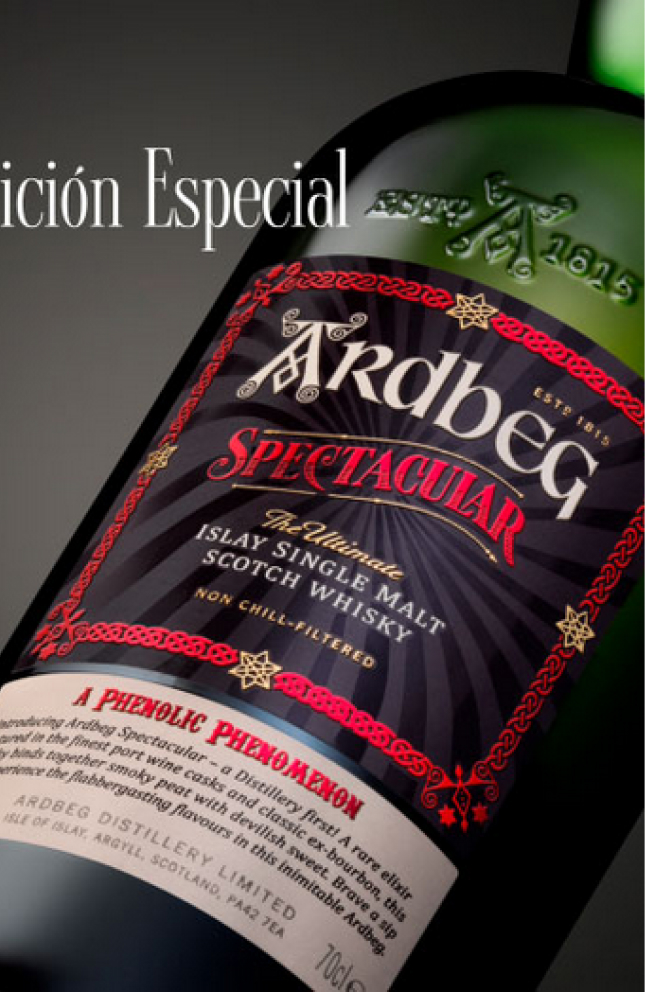 ición Especial
ESTD A 1815
Ardbeg
ESTD 1815
SPECTACULAR
The Ultimate
ISLAY SINGLE MALT
SCOTCH WHISKY
NON CHILL-FILTERED
A PHENOLIC PHENOMENON
ntroducing Ardbeg Spectacular – a Distillery first! A rare elixir
tured in the finest port wine casks and classic ex-bourbon, this
y binds together smoky peat with devilish sweet. Brave a sip
perience the flabbergasting flavours in this inimitable Ardbeg.
ARDBEG DISTILLERY LIMITED
ISLE OF ISLAY, ARGYLL, SCOTLAND, PA42 7EA
70cl e